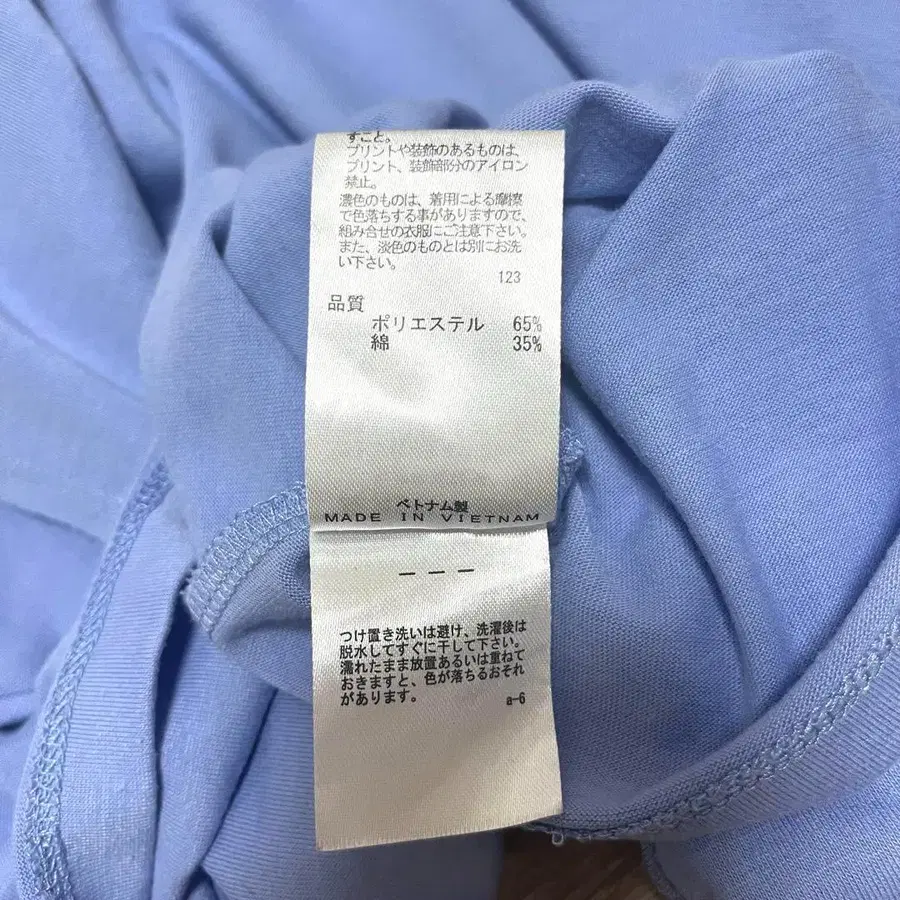 すこと。
プリントや装飾のあるものは、
プリント、装飾部分のアイロン
禁止。
濃色のものは、着用による摩擦
で色落ちする事がありますので、
組み合せの衣服にご注意下さい。
また、淡色のものとは別にお洗
い下さい。
123
品質
ポリエステル 65%
綿 35%
ベトナム製
MADE IN VIETNAM
— — —
つけ置き洗いは避け、洗濯後は
脱水してすぐに干して下さい。
濡れたまま放置あるいは重ねて
おきますと、色が落ちるおそれ
があります。 a-6